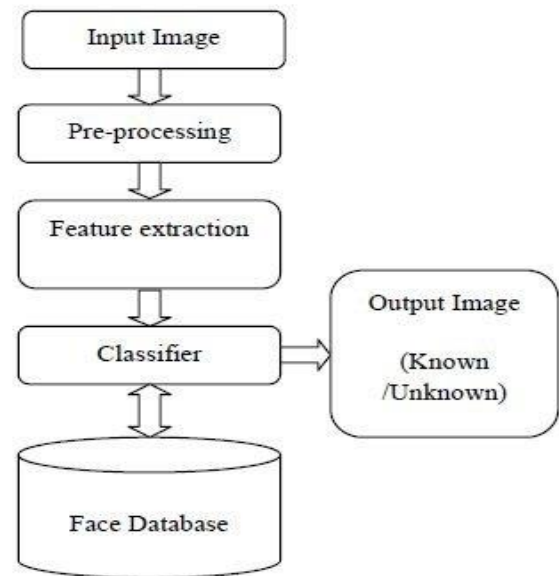 Input Image
Pre-processing
Feature extraction
Classifier
Output Image
(Known
/Unknown)
Face Database